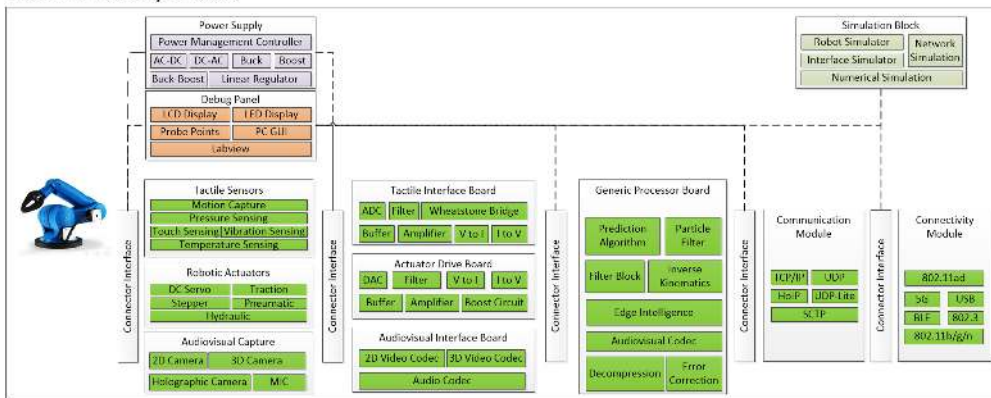 Power Supply
Power Management Controller
AC-DC DC-AC Buck Boost
Buck-Boost Linear Regulator
Debug Panel
LCD Display LED Display
Probe Points PC GUI
Labview
Simulation Block
Robot Simulator
Interface Simulator
Network
Simulation
Numerical Simulation
Connector Interface
Tactile Sensors
Motion Capture
Pressure Sensing
Touch Sensing Vibration Sensing
Temperature Sensing
Robotic Actuators
DC Servo Traction
Stepper Pneumatic
Hydraulic
Audiovisual Capture
2D Camera 3D Camera
Holographic Camera MIC
Connector Interface
Tactile Interface Board
ADC Filter Wheatstone Bridge
Buffer Amplifier V to I I to V
Actuator Drive Board
DAC Filter V to I I to V
Buffer Amplifier Boost Circuit
Audiovisual Interface Board
2D Video Codec 3D Video Codec
Audio Codec
Connector Interface
Generic Processor Board
Prediction
Algorithm
Particle
Filter
Filter Block
Inverse
Kinematics
Edge Intelligence
Audiovisual Codec
Decompression
Error
Correction
Connector Interface
Communication
Module
TCP/IP UDP
HoIP UDP-Lite
SCTP
Connector Interface
Connectivity
Module
802.11ad
5G USB
BLE 802.3
802.11b/g/n